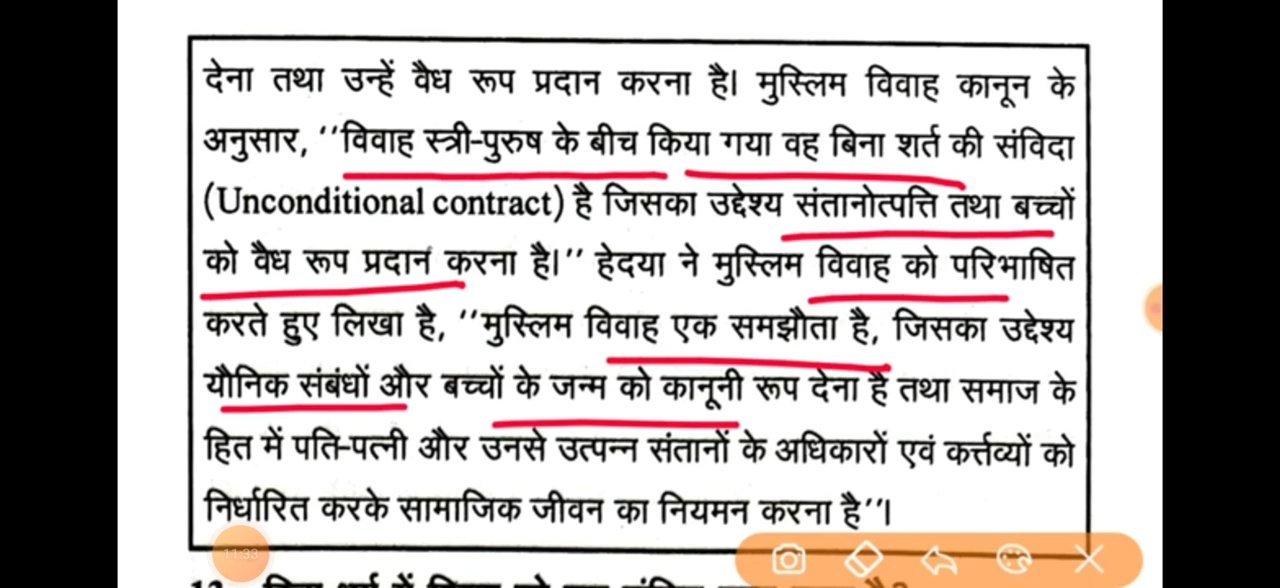 देना तथा उन्हें वैध रूप प्रदान करना है। मुस्लिम विवाह कानून के
अनुसार, ‘‘विवाह स्त्री-पुरुष के बीच किया गया वह बिना शर्त की संविदा
(Unconditional contract) है जिसका उद्देश्य संतानोत्पत्ति तथा बच्चों
को वैध रूप प्रदान करना है।’’ हेदया ने मुस्लिम विवाह को परिभाषित
करते हुए लिखा है, ‘‘मुस्लिम विवाह एक समझौता है, जिसका उद्देश्य
यौनिक संबंधों और बच्चों के जन्म को कानूनी रूप देना है तथा समाज के
हित में पति-पत्नी और उनसे उत्पन्न संतानों के अधिकारों एवं कर्त्तव्यों को
निर्धारित करके सामाजिक जीवन का नियमन करना है’’।
11:33